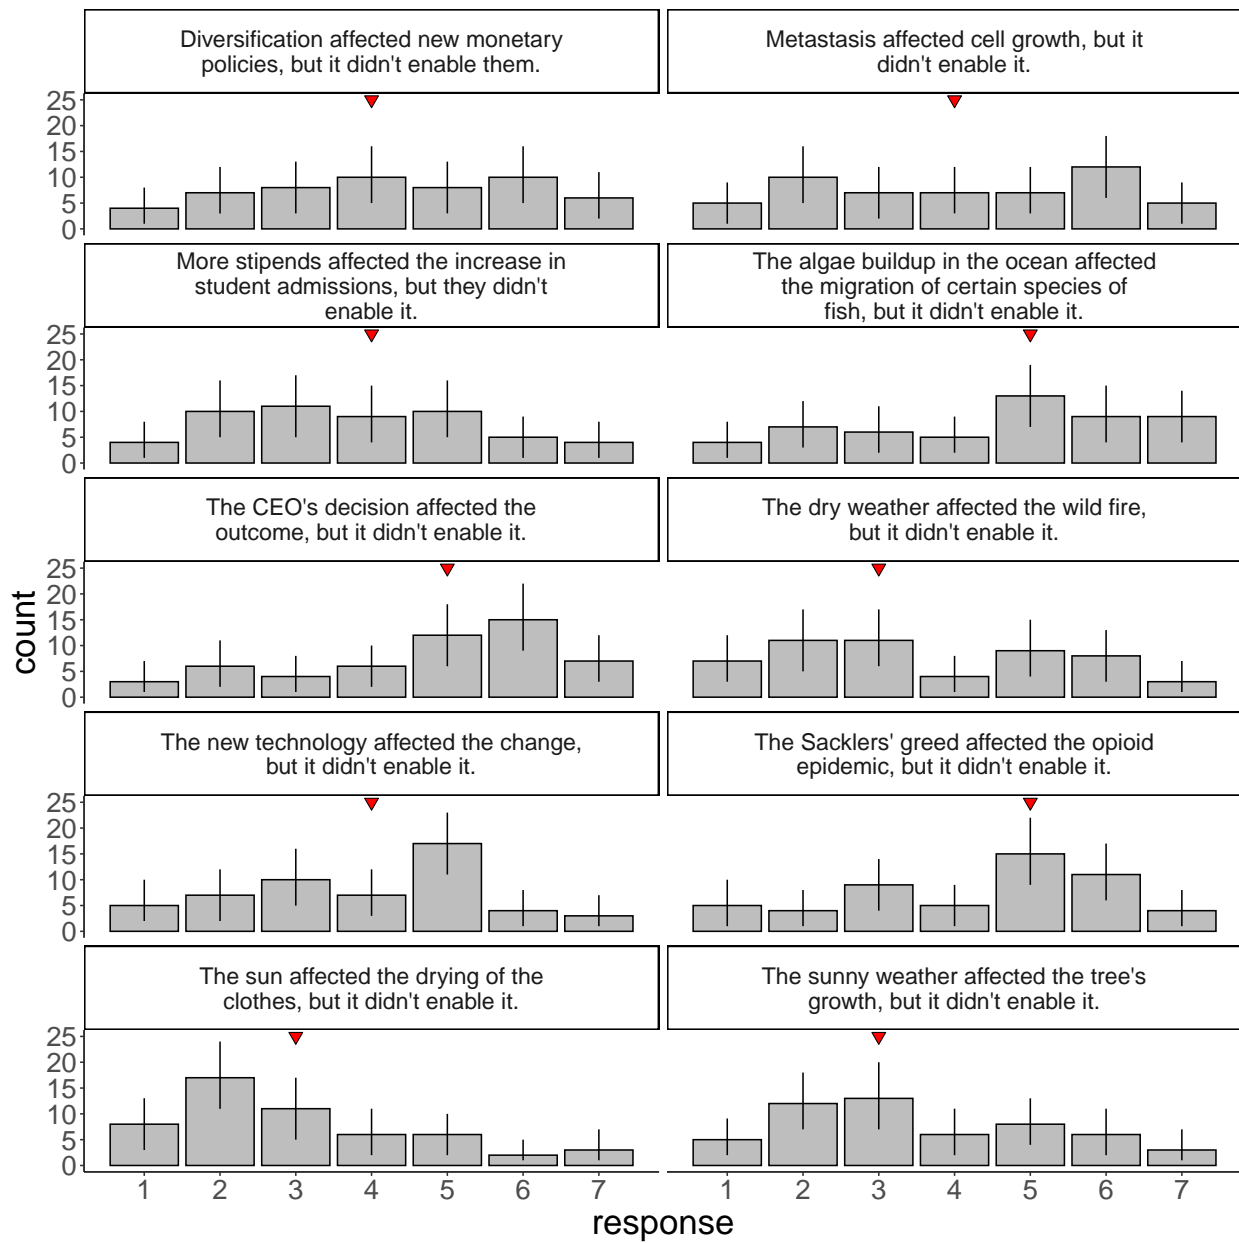 Diversification affected new monetary
policies, but it didn't enable them.
Metastasis affected cell growth, but it
didn't enable it.
25
20
15
10
5
0
More stipends affected the increase in
student admissions, but they didn't
enable it.
The algae buildup in the ocean affected
the migration of certain species of
fish, but it didn't enable it.
25
20
15
10
5
0
The CEO's decision affected the
outcome, but it didn't enable it.
The dry weather affected the wild fire,
but it didn't enable it.
25
20
15
10
5
0
count
The new technology affected the change,
but it didn't enable it.
The Sacklers' greed affected the opioid
epidemic, but it didn't enable it.
25
20
15
10
5
0
The sun affected the drying of the
clothes, but it didn't enable it.
The sunny weather affected the tree's
growth, but it didn't enable it.
25
20
15
10
5
0
1 2 3 4 5 6 7
1 2 3 4 5 6 7
response